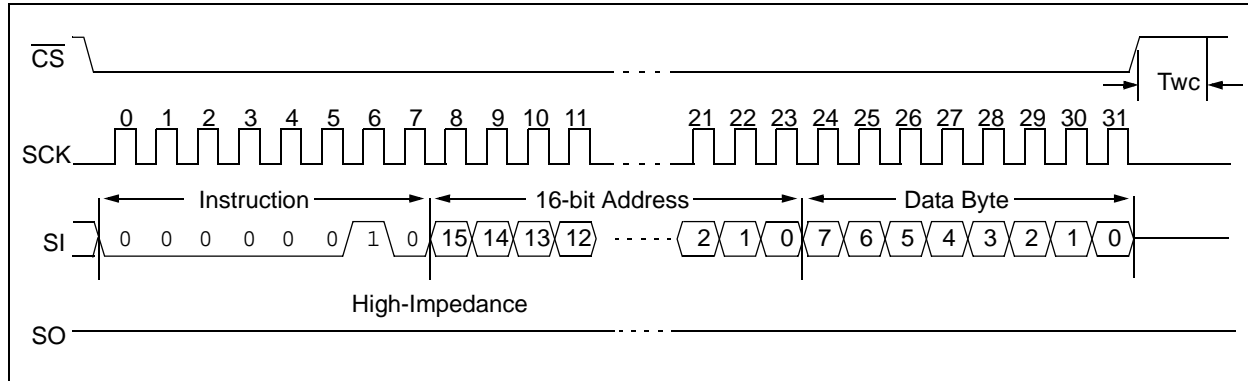 CS
Twc
0 1 2 3 4 5 6 7 8 9 10 11 21 22 23 24 25 26 27 28 29 30 31
SCK
Instruction 16-bit Address Data Byte
SI 0 0 0 0 0 0 1 0 15 14 13 12 2 1 0 7 6 5 4 3 2 1 0
High-Impedance
SO